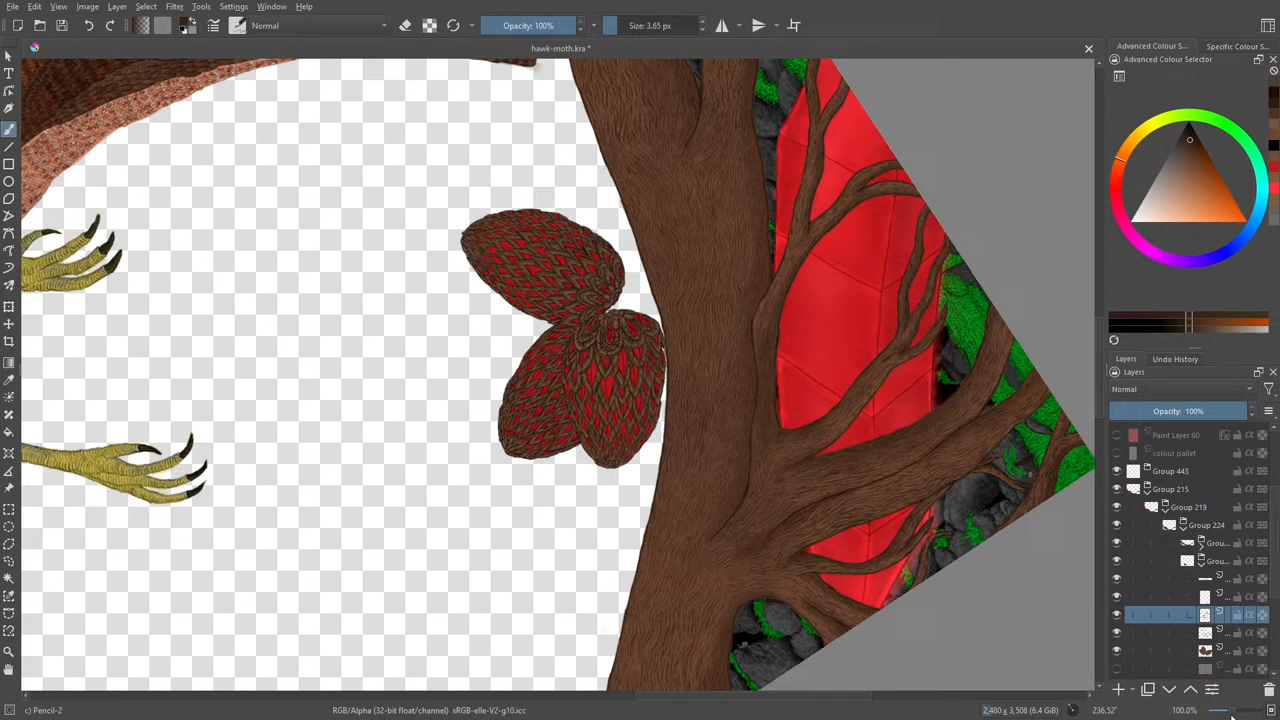 File Edit View Image Layer Select Filter Tools Settings Window Help
Normal Opacity: 100% Size: 3.65 px
hawk-moth.kra *
Advanced Colour S... Specific Colour S...
Advanced Colour Selector
Layers Undo History
Layers
Normal
Opacity: 100%
Paint Layer 60
colour pallet
Group 443
Group 215
Group 219
Group 224
Grou...
Grou...
c) Pencil-2 RGB/Alpha (32-bit float/channel) sRGB-elle-V2-g10.icc 2,480 x 3,508 (6.4 GiB) 236.52° 100.0%